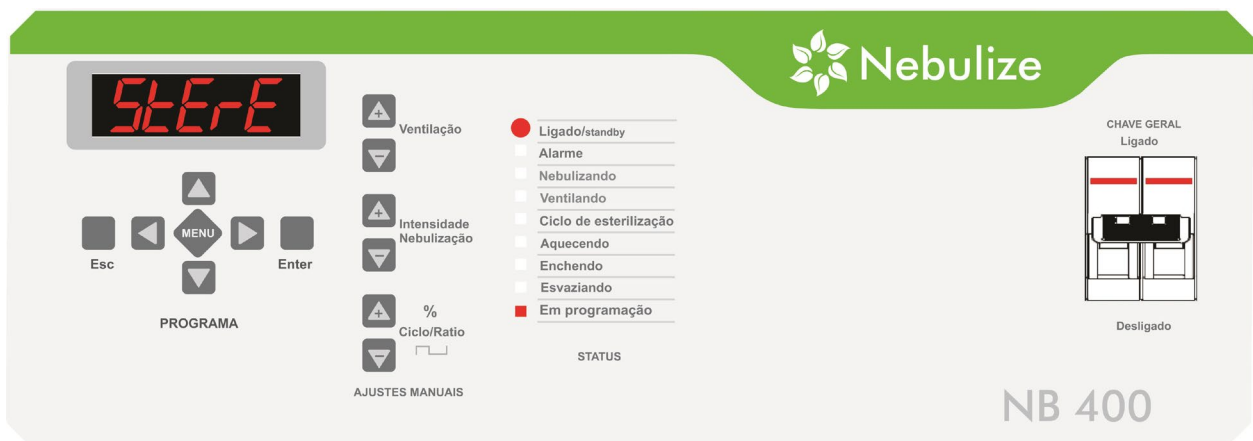 Nebulize
StErE
MENU
Esc
Enter
PROGRAMA
+
Ventilação
−
+
Intensidade
Nebulização
−
+
%
Ciclo/Ratio
−
AJUSTES MANUAIS
Ligado/standby
Alarme
Nebulizando
Ventilando
Ciclo de esterilização
Aquecendo
Enchendo
Esvaziando
Em programação
STATUS
CHAVE GERAL
Ligado
Desligado
NB 400